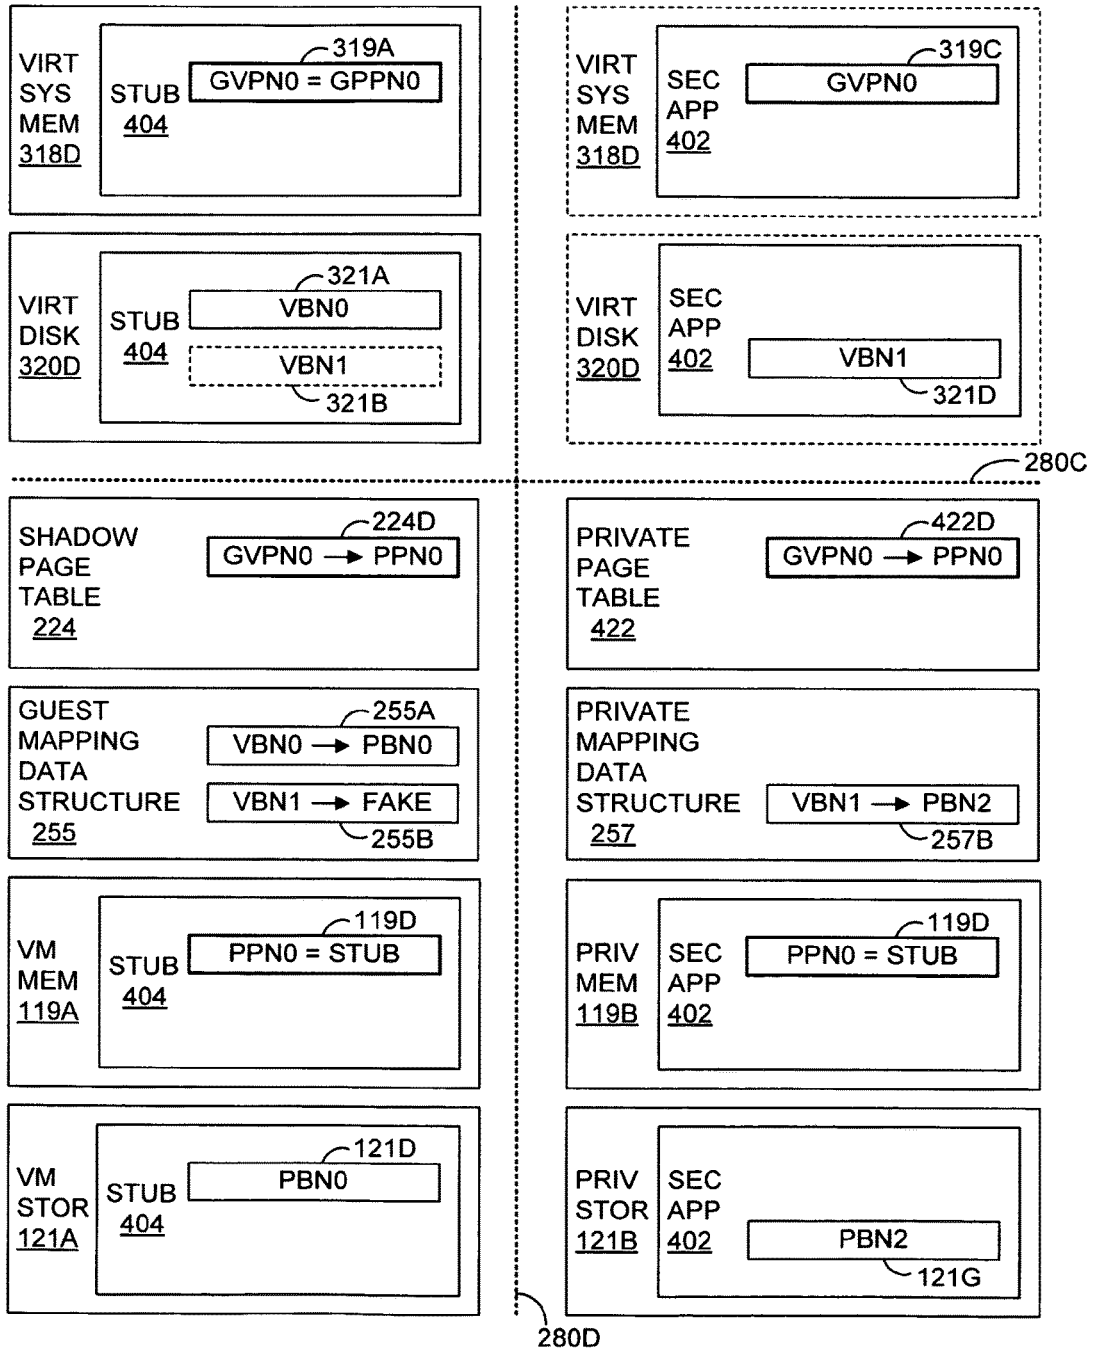 VIRT
SYS
MEM
318D
STUB
404
319A
GVPN0 = GPPN0
VIRT
SYS
MEM
318D
SEC
APP
402
319C
GVPN0
VIRT
DISK
320D
STUB
404
321A
VBN0
VBN1
321B
VIRT
DISK
320D
SEC
APP
402
VBN1
321D
280C
SHADOW
PAGE
TABLE
224
224D
GVPN0 → PPN0
PRIVATE
PAGE
TABLE
422
422D
GVPN0 → PPN0
GUEST
MAPPING
DATA
STRUCTURE
255
255A
VBN0 → PBN0
VBN1 → FAKE
255B
PRIVATE
MAPPING
DATA
STRUCTURE
257
VBN1 → PBN2
257B
VM
MEM
119A
STUB
404
119D
PPN0 = STUB
PRIV
MEM
119B
SEC
APP
402
119D
PPN0 = STUB
VM
STOR
121A
STUB
404
121D
PBN0
PRIV
STOR
121B
SEC
APP
402
PBN2
121G
280D